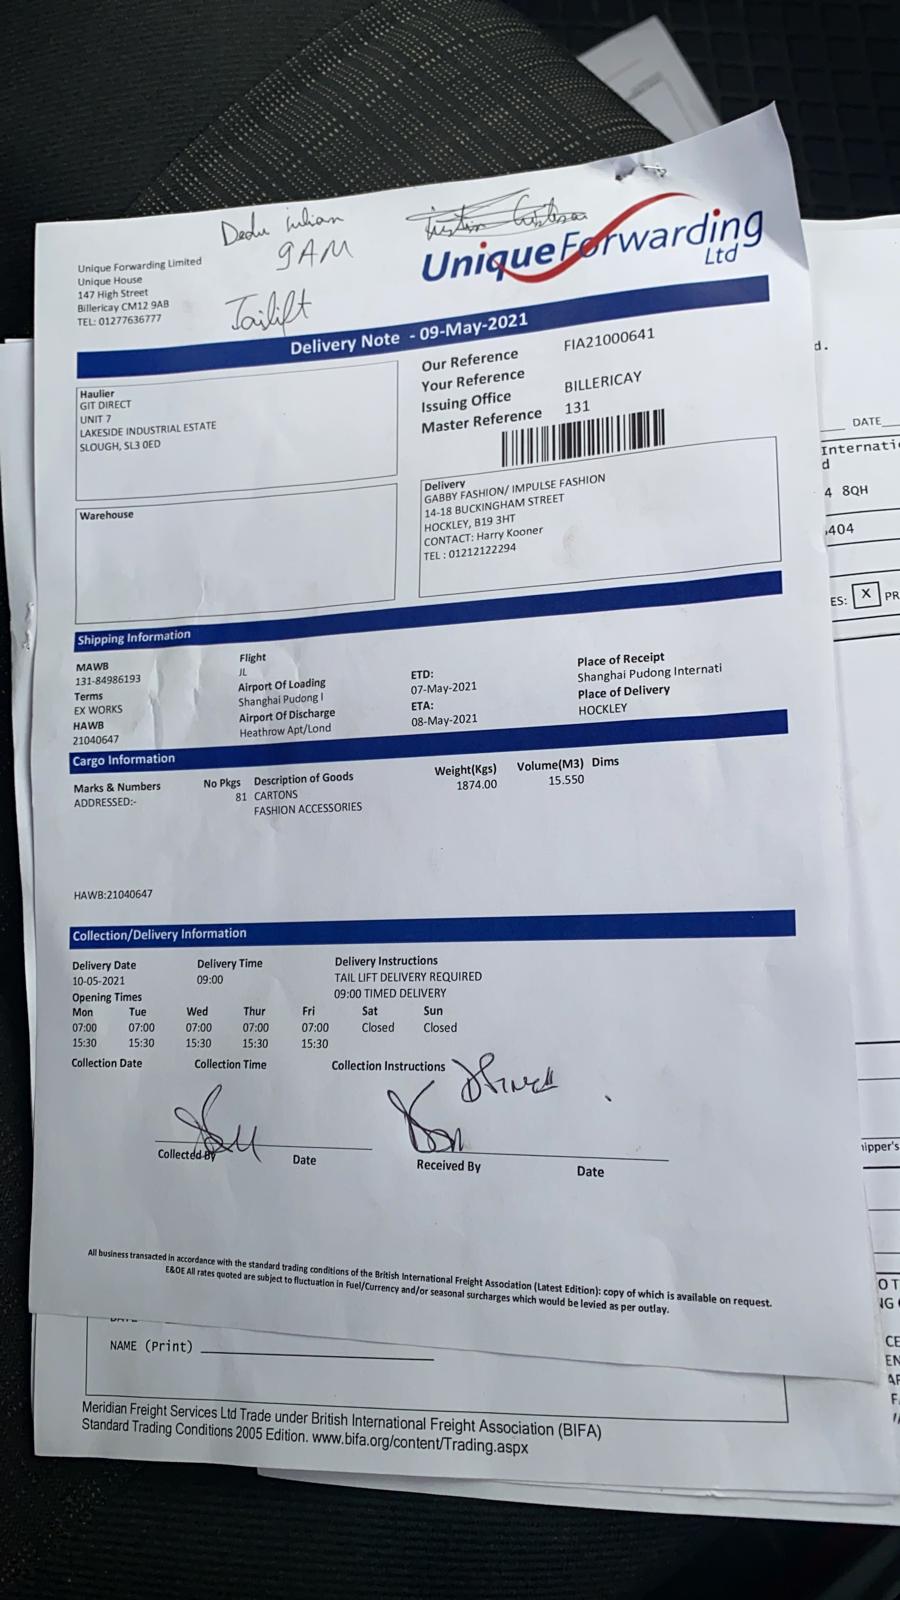 Dedu Iulian
9AM
Tailift
Unique Forwarding Limited
Unique House
147 High Street
Billericay CM12 9AB
TEL: 01277636777
Unique Forwarding
Ltd
Delivery Note - 09-May-2021
Haulier
GIT DIRECT
UNIT 7
LAKESIDE INDUSTRIAL ESTATE
SLOUGH, SL3 0ED
Warehouse
Our Reference FIA21000641
Your Reference
Issuing Office BILLERICAY
Master Reference 131
Delivery
GABBY FASHION/ IMPULSE FASHION
14-18 BUCKINGHAM STREET
HOCKLEY, B19 3HT
CONTACT: Harry Kooner
TEL : 01212122294
Shipping Information
MAWB
131-84986193
Terms
EX WORKS
HAWB
21040647
Flight
JL
Airport Of Loading
Shanghai Pudong I
Airport Of Discharge
Heathrow Apt/Lond
ETD:
07-May-2021
ETA:
08-May-2021
Place of Receipt
Shanghai Pudong Internati
Place of Delivery
HOCKLEY
Cargo Information
Marks & Numbers No Pkgs Description of Goods Weight(Kgs) Volume(M3) Dims
ADDRESSED:- 81 CARTONS 1874.00 15.550
FASHION ACCESSORIES
HAWB:21040647
Collection/Delivery Information
Delivery Date Delivery Time Delivery Instructions
10-05-2021 09:00 TAIL LIFT DELIVERY REQUIRED
Opening Times 09:00 TIMED DELIVERY
Mon Tue Wed Thur Fri Sat Sun
07:00 07:00 07:00 07:00 07:00 Closed Closed
15:30 15:30 15:30 15:30 15:30
Collection Date Collection Time Collection Instructions
Collected By Date Received By Date
All business transacted in accordance with the standard trading conditions of the British International Freight Association (Latest Edition): copy of which is available on request.
E&OE All rates quoted are subject to fluctuation in Fuel/Currency and/or seasonal surcharges which would be levied as per outlay.
NAME (Print)
Meridian Freight Services Ltd Trade under British International Freight Association (BIFA)
Standard Trading Conditions 2005 Edition. www.bifa.org/content/Trading.aspx
d.
DATE
Internati
d
4 8QH
404
ES: X PR
hipper's